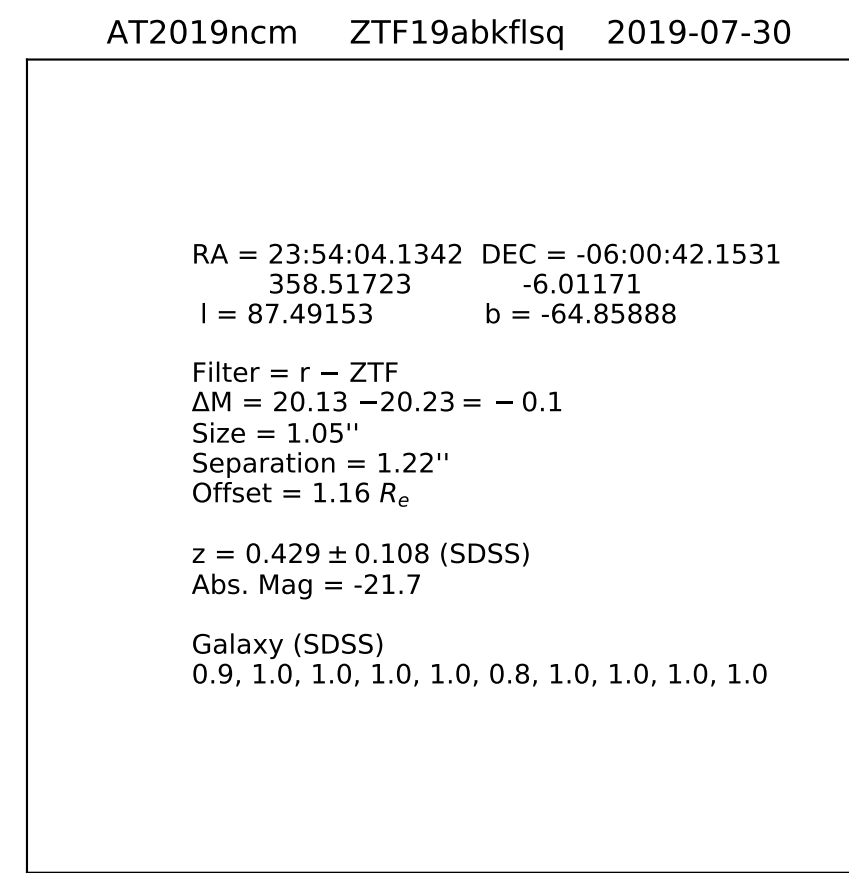 AT2019ncm ZTF19abkflsq 2019-07-30
RA = 23:54:04.1342 DEC = -06:00:42.1531
358.51723 -6.01171
l = 87.49153 b = -64.85888
Filter = r − ZTF
ΔM = 20.13 −20.23 = − 0.1
Size = 1.05''
Separation = 1.22''
Offset = 1.16 Re
z = 0.429 ± 0.108 (SDSS)
Abs. Mag = -21.7
Galaxy (SDSS)
0.9, 1.0, 1.0, 1.0, 1.0, 0.8, 1.0, 1.0, 1.0, 1.0